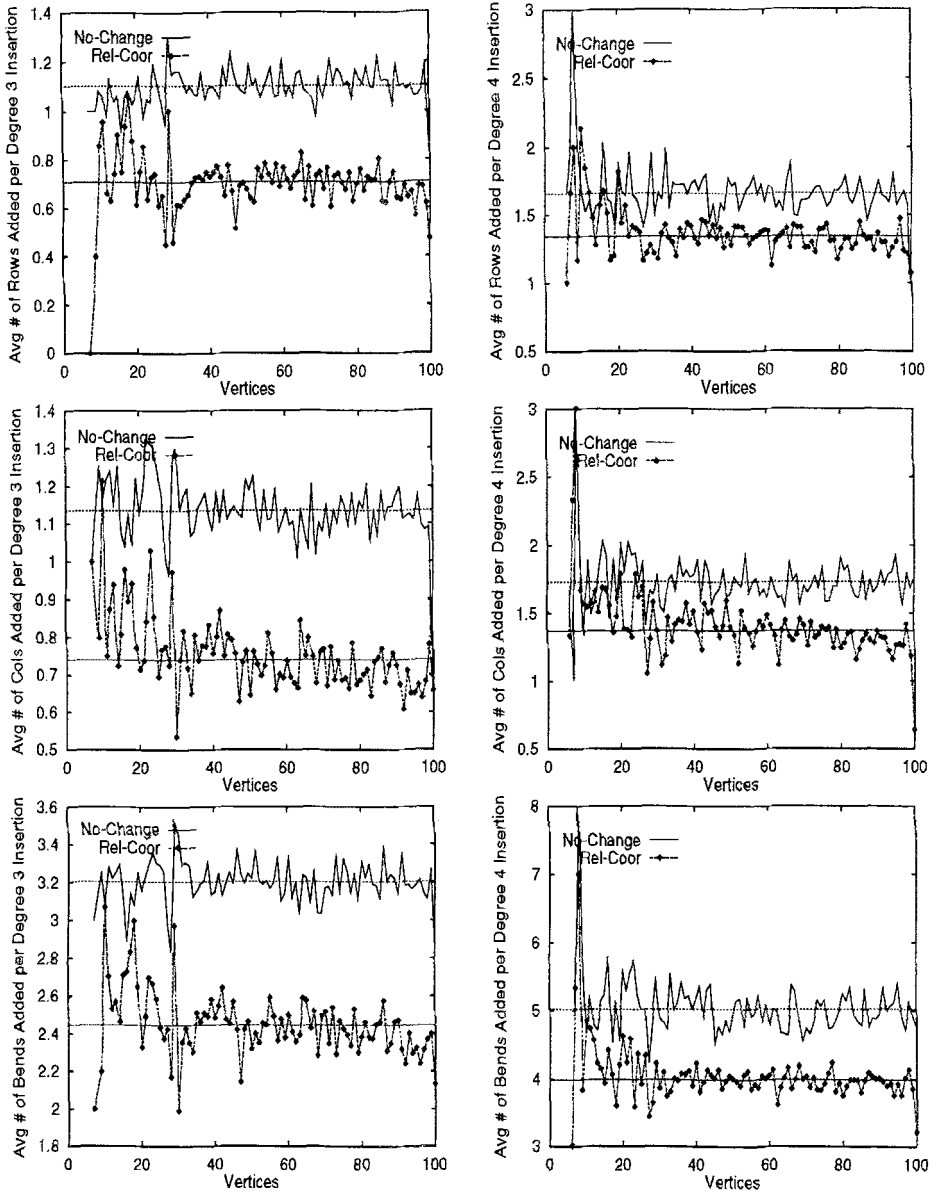 Avg # of Rows Added per Degree 3 Insertion
1.4
1.2
1
0.8
0.6
0.4
0.2
0
No-Change
Rel-Coor
0 20 40 60 80 100
Vertices
Avg # of Rows Added per Degree 4 Insertion
3
2.5
2
1.5
1
0.5
No-Change
Rel-Coor
0 20 40 60 80 100
Vertices
Avg # of Cols Added per Degree 3 Insertion
1.4
1.3
1.2
1.1
1
0.9
0.8
0.7
0.6
0.5
No-Change
Rel-Coor
0 20 40 60 80 100
Vertices
Avg # of Cols Added per Degree 4 Insertion
3
2.5
2
1.5
1
0.5
No-Change
Rel-Coor
0 20 40 60 80 100
Vertices
Avg # of Bends Added per Degree 3 Insertion
3.6
3.4
3.2
3
2.8
2.6
2.4
2.2
2
1.8
No-Change
Rel-Coor
0 20 40 60 80 100
Vertices
Avg # of Bends Added per Degree 4 Insertion
8
7
6
5
4
3
No-Change
Rel-Coor
0 20 40 60 80 100
Vertices